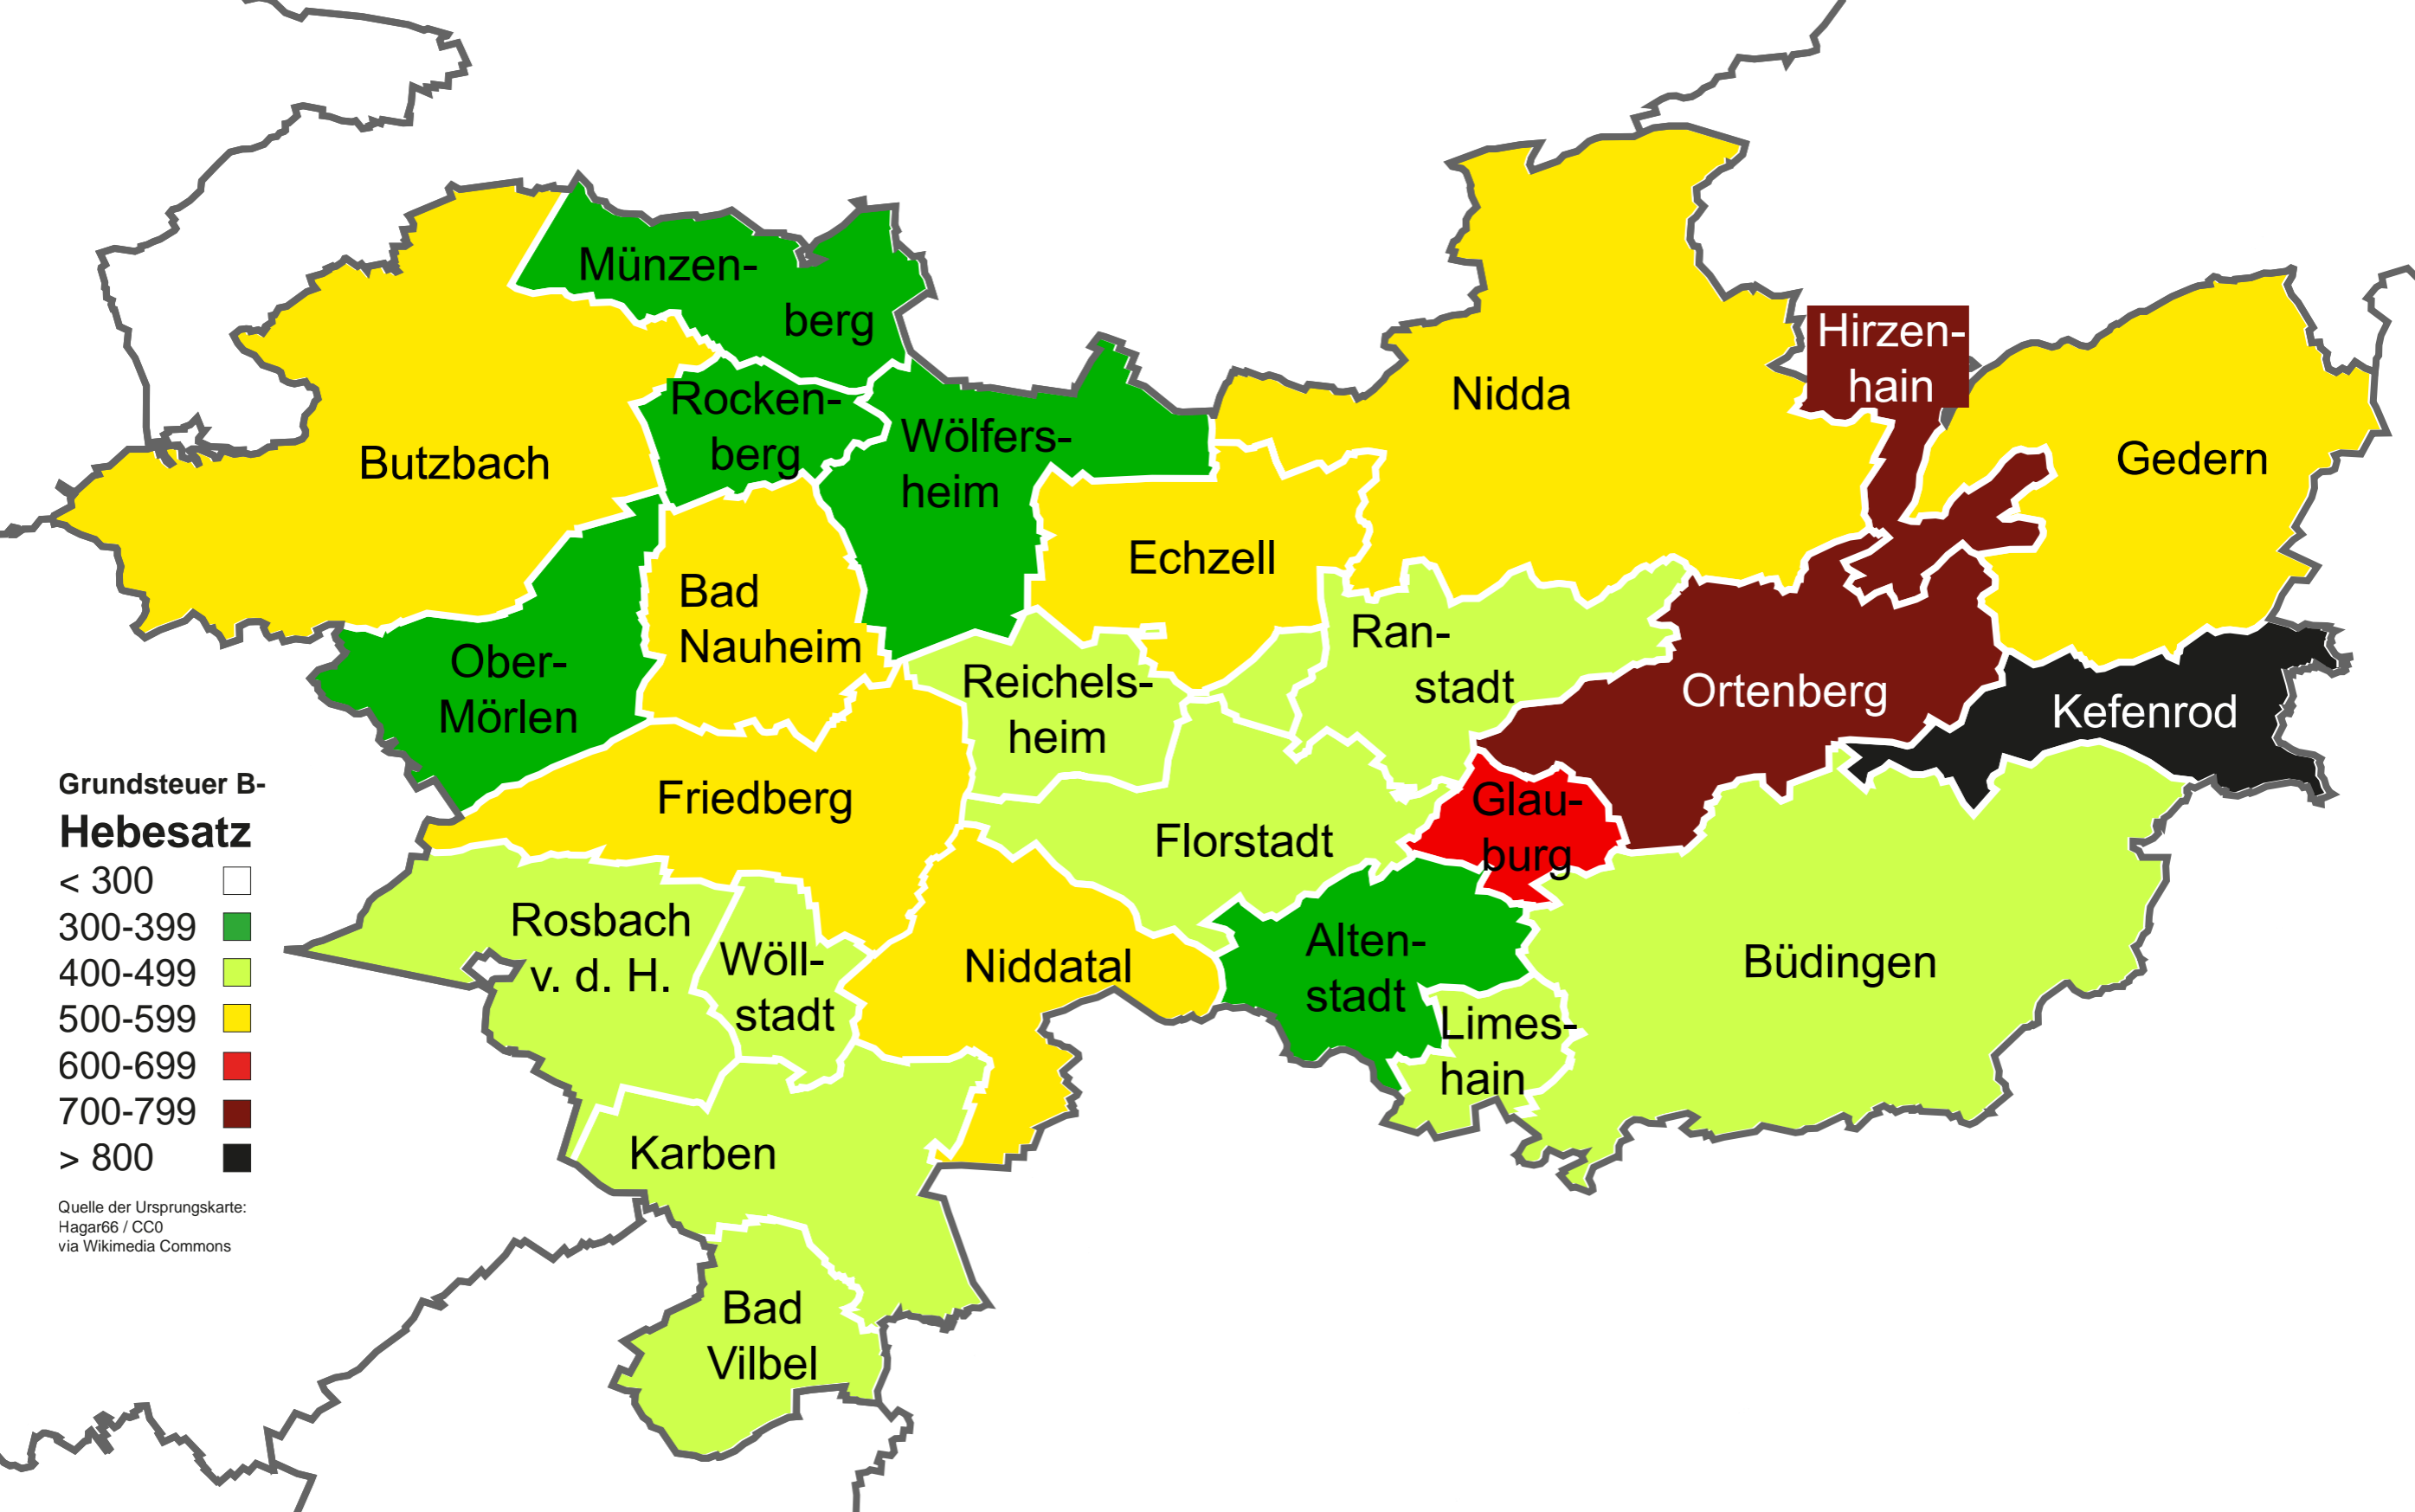 Münzen-
berg
Hirzen-
hain
Nidda
Rocken-
berg
Wölfers-
heim
Butzbach
Gedern
Echzell
Bad
Nauheim
Ran-
stadt
Ober-
Mörlen
Reichels-
heim
Ortenberg
Kefenrod
Friedberg
Glau-
burg
Florstadt
Rosbach
v. d. H.
Wöll-
stadt
Niddatal
Alten-
stadt
Büdingen
Limes-
hain
Karben
Bad
Vilbel
Grundsteuer B-
Hebesatz
< 300
300-399
400-499
500-599
600-699
700-799
> 800
Quelle der Ursprungskarte:
Hagar66 / CC0
via Wikimedia Commons